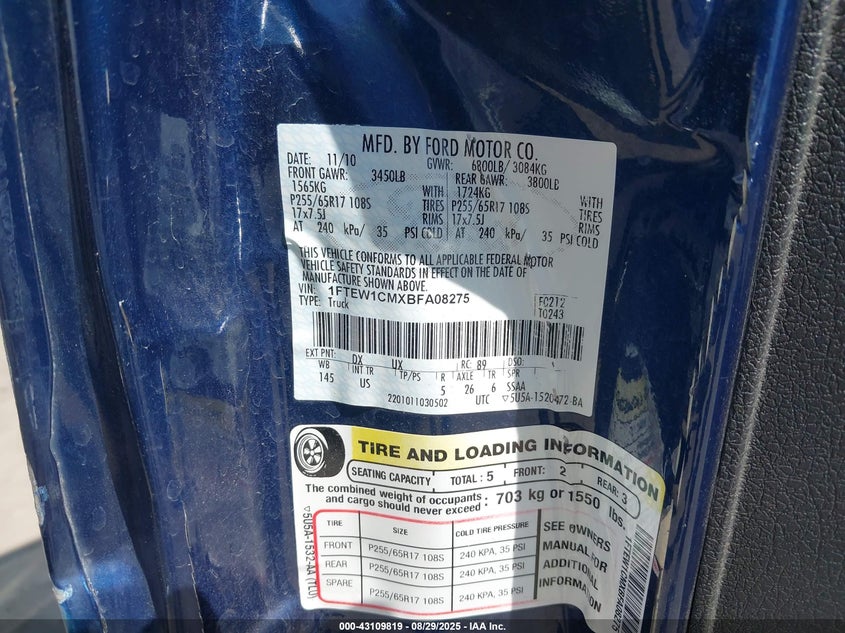 MFD. BY FORD MOTOR CO.
DATE: 11/10 GVWR: 6800LB/ 3084KG
FRONT GAWR: 3450LB REAR GAWR: 3800LB
1565KG WITH 1724KG WITH
P255/65R17 108S TIRES P255/65R17 108S TIRES
17x7.5J RIMS 17x7.5J RIMS
AT 240 kPa/ 35 PSI COLD AT 240 kPa/ 35 PSI COLD
THIS VEHICLE CONFORMS TO ALL APPLICABLE FEDERAL MOTOR
VEHICLE SAFETY STANDARDS IN EFFECT ON THE DATE OF
MANUFACTURE SHOWN ABOVE.
VIN: 1FTEW1CMXBFA08275
TYPE: Truck
FC212
T0243
EXT PNT: DX UX RC: 89 DSO:
WB INT TR TP/PS R AXLE TR SPR
145 US 5 26 6 SSAA
2201011030502 UTC ▽5U5A-1520472-BA
TIRE AND LOADING INFORMATION
SEATING CAPACITY TOTAL: 5 FRONT: 2 REAR: 3
The combined weight of occupants
and cargo should never exceed : 703 kg or 1550 lbs.
TIRE SIZE COLD TIRE PRESSURE
FRONT P255/65R17 108S 240 KPA, 35 PSI
REAR P255/65R17 108S 240 KPA, 35 PSI
SPARE P255/65R17 108S 240 KPA, 35 PSI
SEE OWNERS
MANUAL FOR
ADDITIONAL
INFORMATION
▽5U5A-1532-AA (TLU)
1FTEW1CMXBFA08275
000-43109819 - 08/29/2025 - IAA Inc.